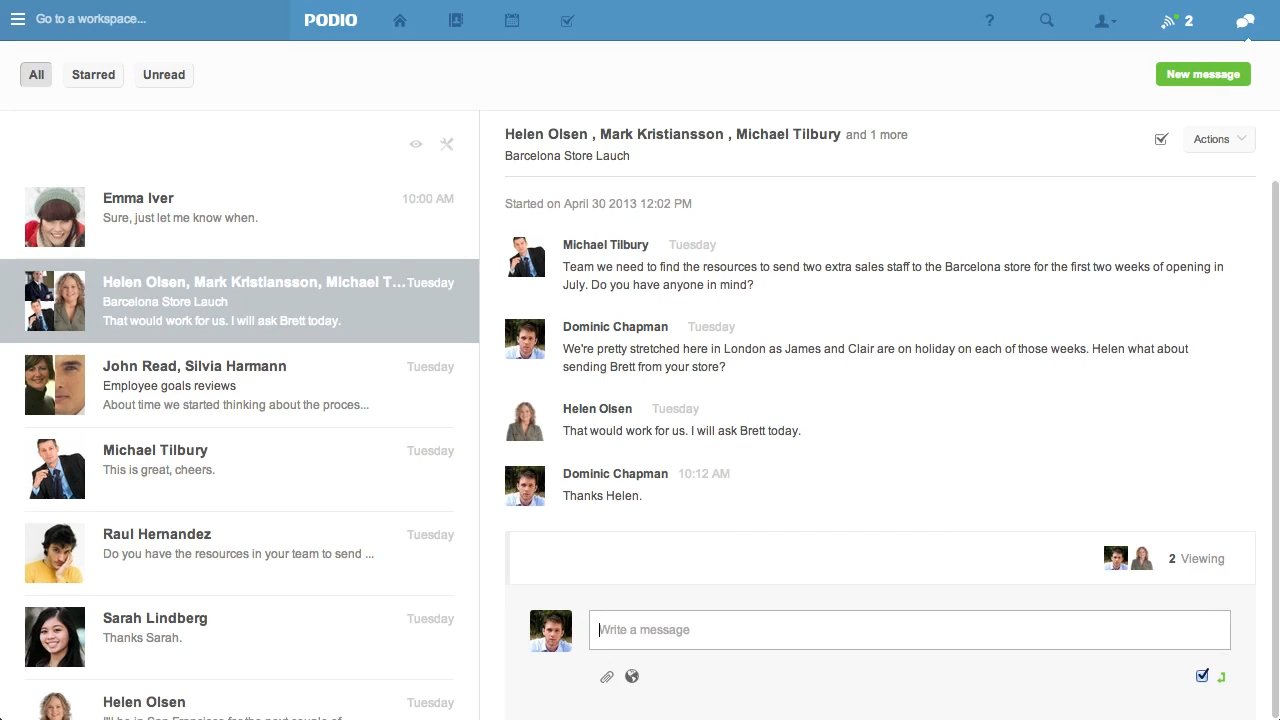 Go to a workspace...
PODIO
?
2
All
Starred
Unread
New message
Emma Iver
10:00 AM
Sure, just let me know when.
Helen Olsen, Mark Kristiansson, Michael T...
Tuesday
Barcelona Store Lauch
That would work for us. I will ask Brett today.
John Read, Silvia Harmann
Tuesday
Employee goals reviews
About time we started thinking about the proces...
Michael Tilbury
Tuesday
This is great, cheers.
Raul Hernandez
Tuesday
Do you have the resources in your team to send ...
Sarah Lindberg
Tuesday
Thanks Sarah.
Helen Olsen
Tuesday
Helen Olsen , Mark Kristiansson , Michael Tilbury and 1 more
Actions
Barcelona Store Lauch
Started on April 30 2013 12:02 PM
Michael Tilbury Tuesday
Team we need to find the resources to send two extra sales staff to the Barcelona store for the first two weeks of opening in
July. Do you have anyone in mind?
Dominic Chapman Tuesday
We're pretty stretched here in London as James and Clair are on holiday on each of those weeks. Helen what about
sending Brett from your store?
Helen Olsen Tuesday
That would work for us. I will ask Brett today.
Dominic Chapman 10:12 AM
Thanks Helen.
2 Viewing
Write a message